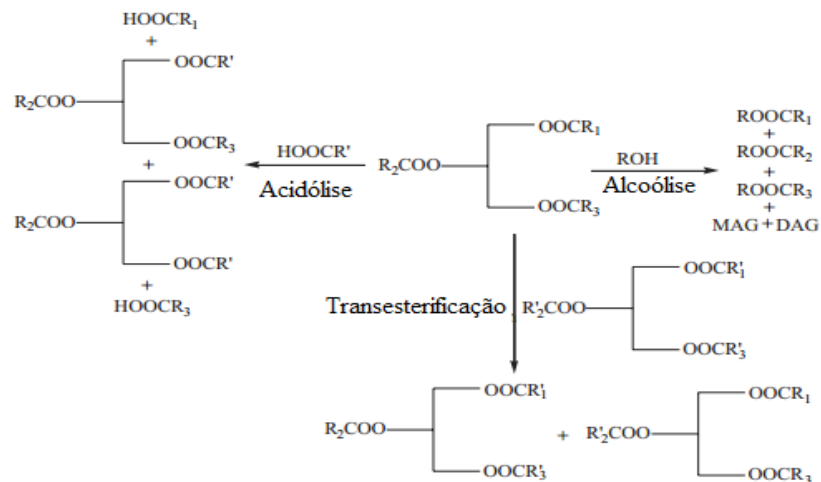 HOOCR₁
+
OOCR'
R₂COO
OOCR₃
+
OOCR'
R₂COO
OOCR'
+
HOOCR₃
HOOCR'
Acidólise
OOCR₁
R₂COO
OOCR₃
ROH
Alcoólise
ROOCR₁
+
ROOCR₂
+
ROOCR₃
+
MAG+DAG
Transesterificação
OOCR'₁
R'₂COO
OOCR'₃
OOCR'₁
R₂COO
OOCR'₃
+
OOCR₁
R'₂COO
OOCR₃